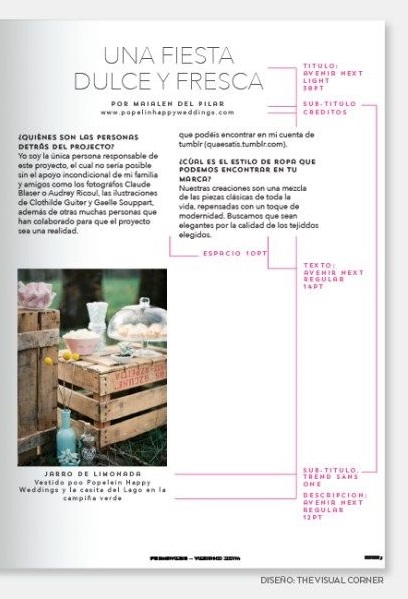 UNA FIESTA
DULCE Y FRESCA
POR MAIALEN DEL PILAR
www.popelinhappyweddings.com
¿QUIÉNES SON LAS PERSONAS
DETRÁS DEL PROJECTO?
Yo soy la única persona responsable de
este proyecto, el cual no sería posible
sin el apoyo incondicional de mi familia
y amigos como los fotográfos Claude
Blaser o Audrey Ricoul, las ilustraciones
de Clothilde Guiter y Gaelle Souppart,
además de otras muchas personas que
han colaborado para que el proyecto
sea una realidad.
que podéis encontrar en mi cuenta de
tumblr (quaesatis.tumblr.com).
¿CÚAL ES EL ESTILO DE ROPA QUE
PODEMOS ENCONTRAR EN TU
MARCA?
Nuestras creaciones son una mezcla
de las piezas clásicas de toda la
vida, repensadas con un toque de
modernidad. Buscamos que sean
elegantes por la calidad de los tejiddos
elegidos.
TITULO:
AVENIR NEXT
LIGHT
38PT
SUB-TITULO
CREDITOS
ESPACIO 10PT
TEXTO:
AVENIR NEXT
REGULAR
14PT
JARRO DE LIMONADA
Vestido poo Popelein Happy
Weddings y la casita del Lago en la
campiña verde
SUB-TITULO,
TREND SANS
ONE
DESCRIPCION:
AVENIR NEXT
REGULAR
12PT
DISEÑO: THE VISUAL CORNER